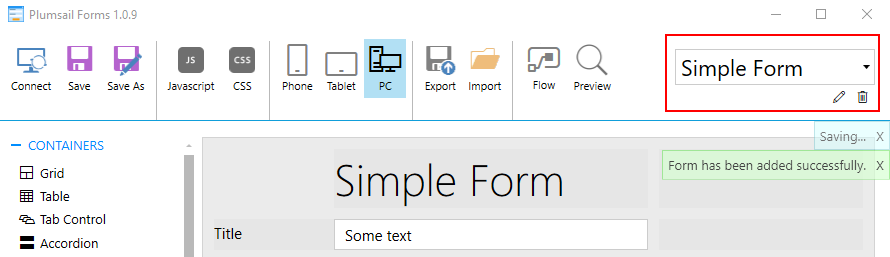 Plumsail Forms 1.0.9
Connect Save Save As Javascript CSS Phone Tablet PC Export Import Flow Preview
JS CSS
Simple Form
Saving... X
Form has been added successfully. X
CONTAINERS
Grid
Table
Tab Control
Accordion
Simple Form
Title Some text